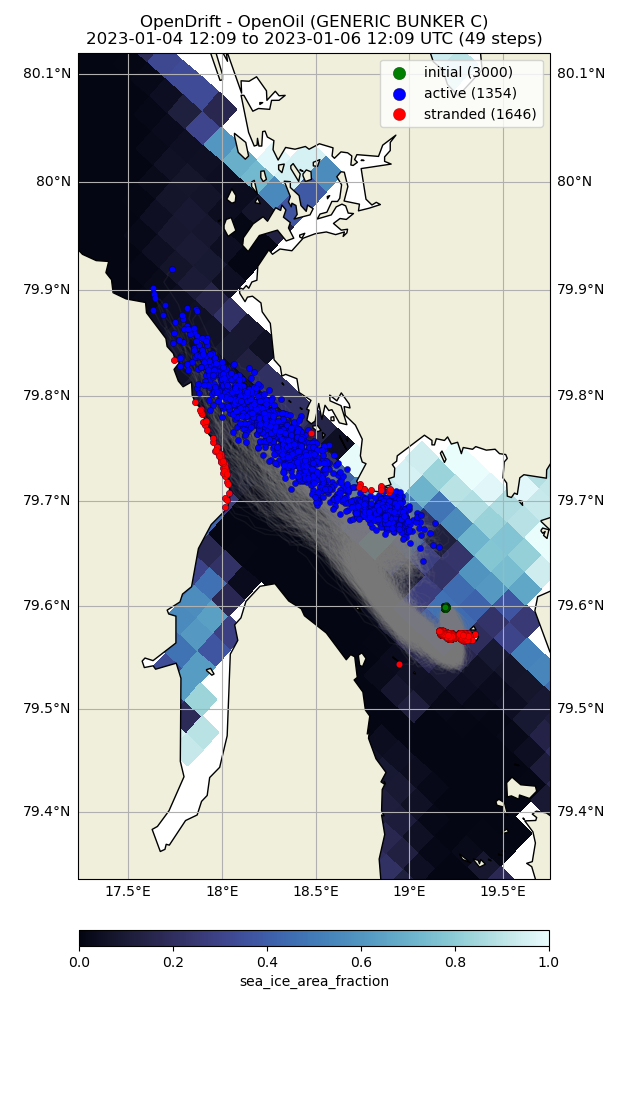 OpenDrift - OpenOil (GENERIC BUNKER C)
2023-01-04 12:09 to 2023-01-06 12:09 UTC (49 steps)
initial (3000)
active (1354)
stranded (1646)
80.1°N 80.1°N
80°N 80°N
79.9°N 79.9°N
79.8°N 79.8°N
79.7°N 79.7°N
79.6°N 79.6°N
79.5°N 79.5°N
79.4°N 79.4°N
17.5°E 18°E 18.5°E 19°E 19.5°E
0.0 0.2 0.4 0.6 0.8 1.0
sea_ice_area_fraction